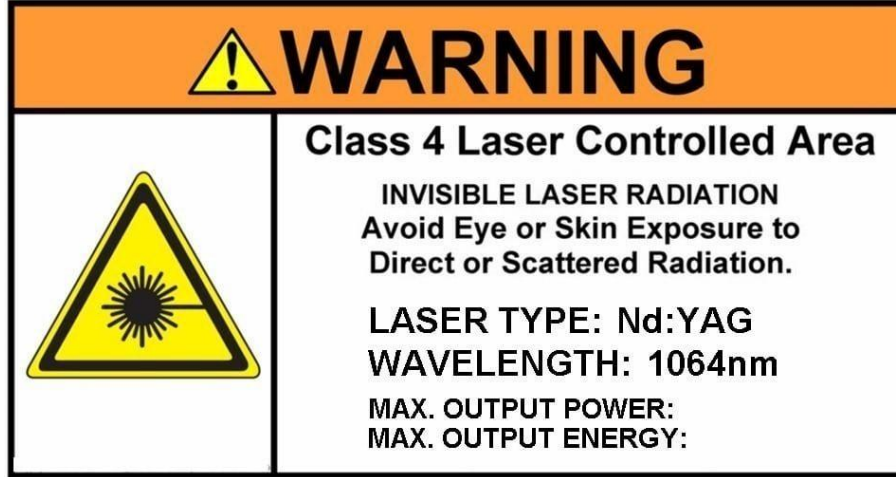 WARNING
Class 4 Laser Controlled Area
INVISIBLE LASER RADIATION
Avoid Eye or Skin Exposure to
Direct or Scattered Radiation.
LASER TYPE: Nd:YAG
WAVELENGTH: 1064nm
MAX. OUTPUT POWER:
MAX. OUTPUT ENERGY: